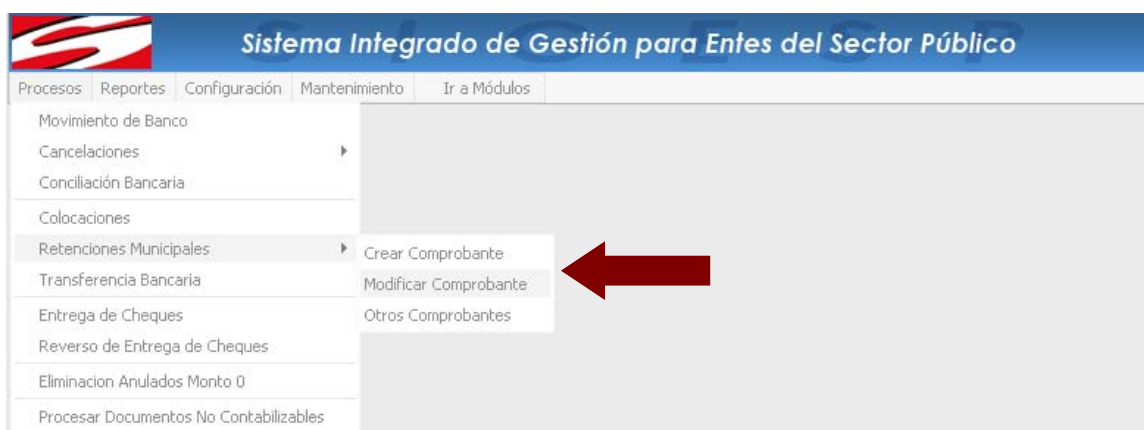 Sistema Integrado de Gestión para Entes del Sector Público
Procesos Reportes Configuración Mantenimiento Ir a Módulos
Movimiento de Banco
Cancelaciones
Conciliación Bancaria
Colocaciones
Retenciones Municipales
Crear Comprobante
Transferencia Bancaria
Modificar Comprobante
Entrega de Cheques
Otros Comprobantes
Reverso de Entrega de Cheques
Eliminacion Anulados Monto 0
Procesar Documentos No Contabilizables